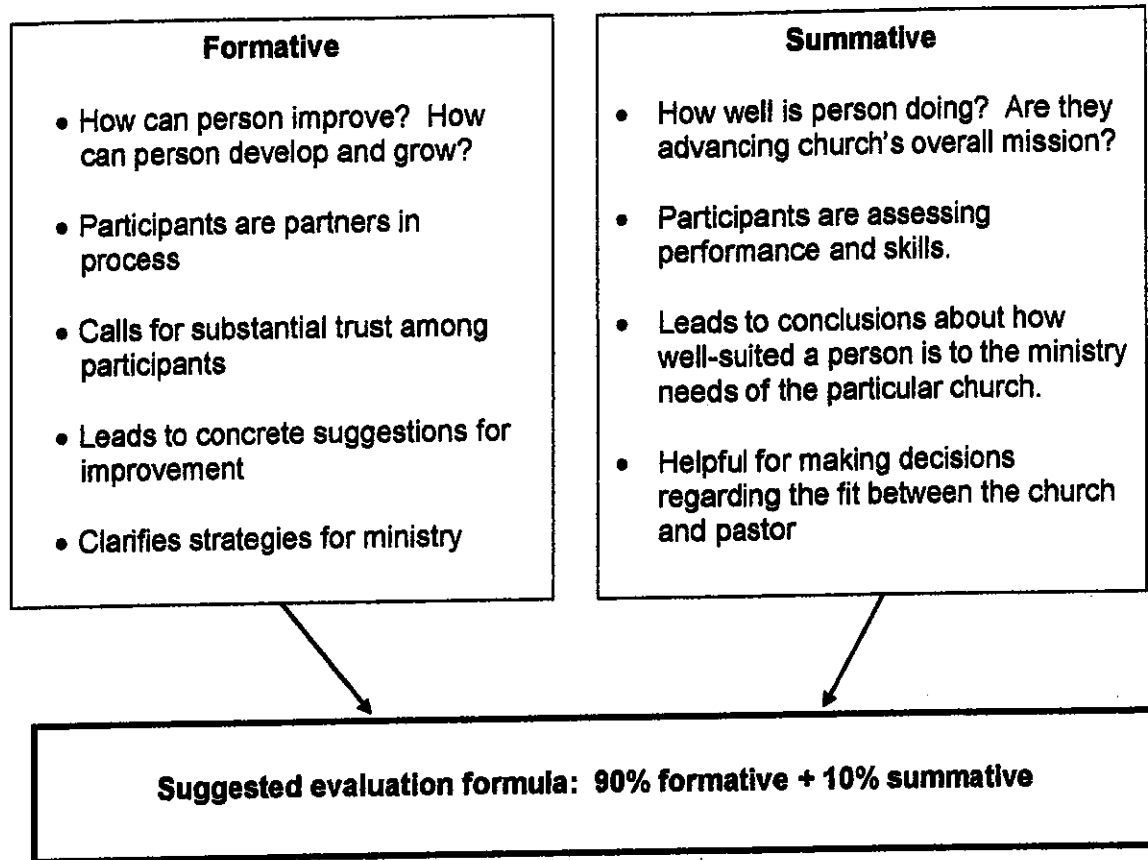 Formative
• How can person improve? How
can person develop and grow?
• Participants are partners in
process
• Calls for substantial trust among
participants
• Leads to concrete suggestions for
improvement
• Clarifies strategies for ministry
Summative
• How well is person doing? Are they
advancing church's overall mission?
• Participants are assessing
performance and skills.
• Leads to conclusions about how
well-suited a person is to the ministry
needs of the particular church.
• Helpful for making decisions
regarding the fit between the church
and pastor
Suggested evaluation formula: 90% formative + 10% summative